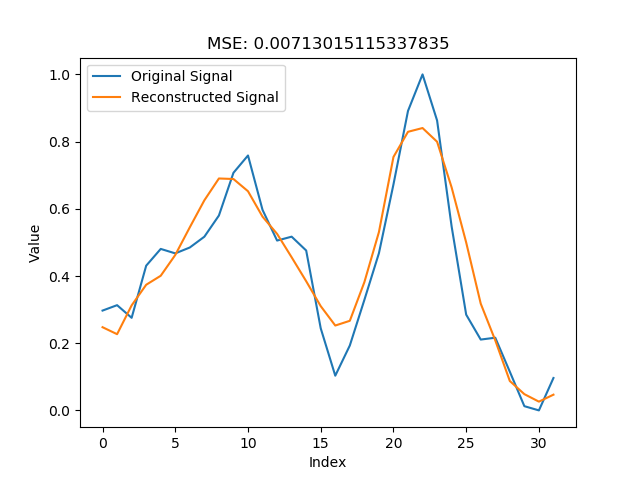 MSE: 0.00713015115337835
Original Signal
Reconstructed Signal
1.0
0.8
0.6
0.4
0.2
0.0
Value
0 5 10 15 20 25 30
Index